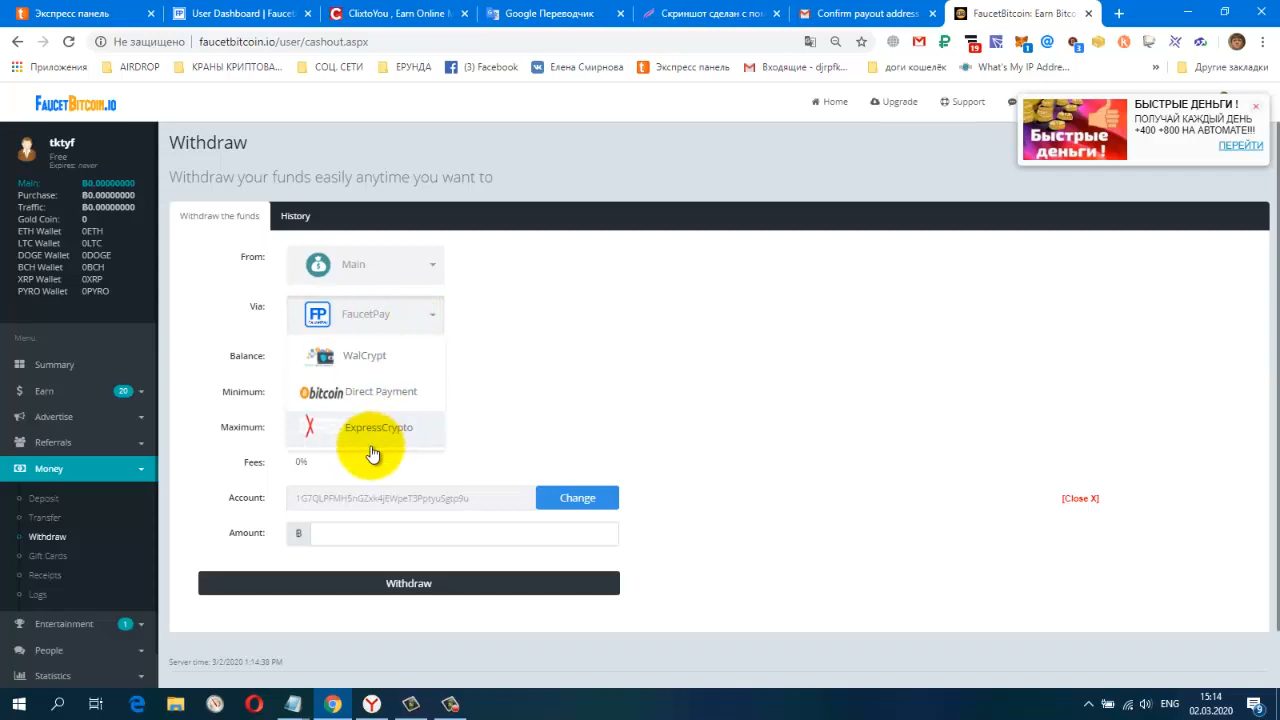 Экспресс панель
User Dashboard | Faucet
ClixtoYou , Earn Online M
Google Переводчик
Скриншот сделан с по
Confirm payout address
FaucetBitcoin: Earn Bitco
Не защищено | faucetbitcoin.io/user/cashout.aspx
19
1
3
Приложения
AIRDROP
КРАНЫ КРИПТОВА...
СОЦ. СЕТИ
ЕРУНДА
(3) Facebook
Елена Смирнова
Экспресс панель
Входящие - djrpfk...
доги кошелёк
What's My IP Addre...
»
Другие закладки
FAUCETBITCOIN.IO
Home
Upgrade
Support
БЫСТРЫЕ ДЕНЬГИ !
ПОЛУЧАЙ КАЖДЫЙ ДЕНЬ
+400 +800 НА АВТОМАТЕ!!!
ПЕРЕЙТИ
Быстрые
деньги !
tktyf
Free
Expires: never
Main: Ƀ0.00000000
Purchase: Ƀ0.00000000
Traffic: Ƀ0.00000000
Gold Coin: 0
ETH Wallet 0ETH
LTC Wallet 0LTC
DOGE Wallet 0DOGE
BCH Wallet 0BCH
XRP Wallet 0XRP
PYRO Wallet 0PYRO
Menu
Summary
Earn 20
Advertise
Referrals
Money
Deposit
Transfer
Withdraw
Gift Cards
Receipts
Logs
Entertainment 1
People
Statistics
Withdraw
Withdraw your funds easily anytime you want to
Withdraw the funds
History
From: Main
Via: FP FaucetPay
Balance: WalCrypt
Minimum: bitcoin Direct Payment
Maximum: ExpressCrypto
Fees: 0%
Account: Change
[Close X]
Amount: Ƀ
Withdraw
Server time: 3/2/2020 1:14:38 PM
ENG
15:14
02.03.2020
9